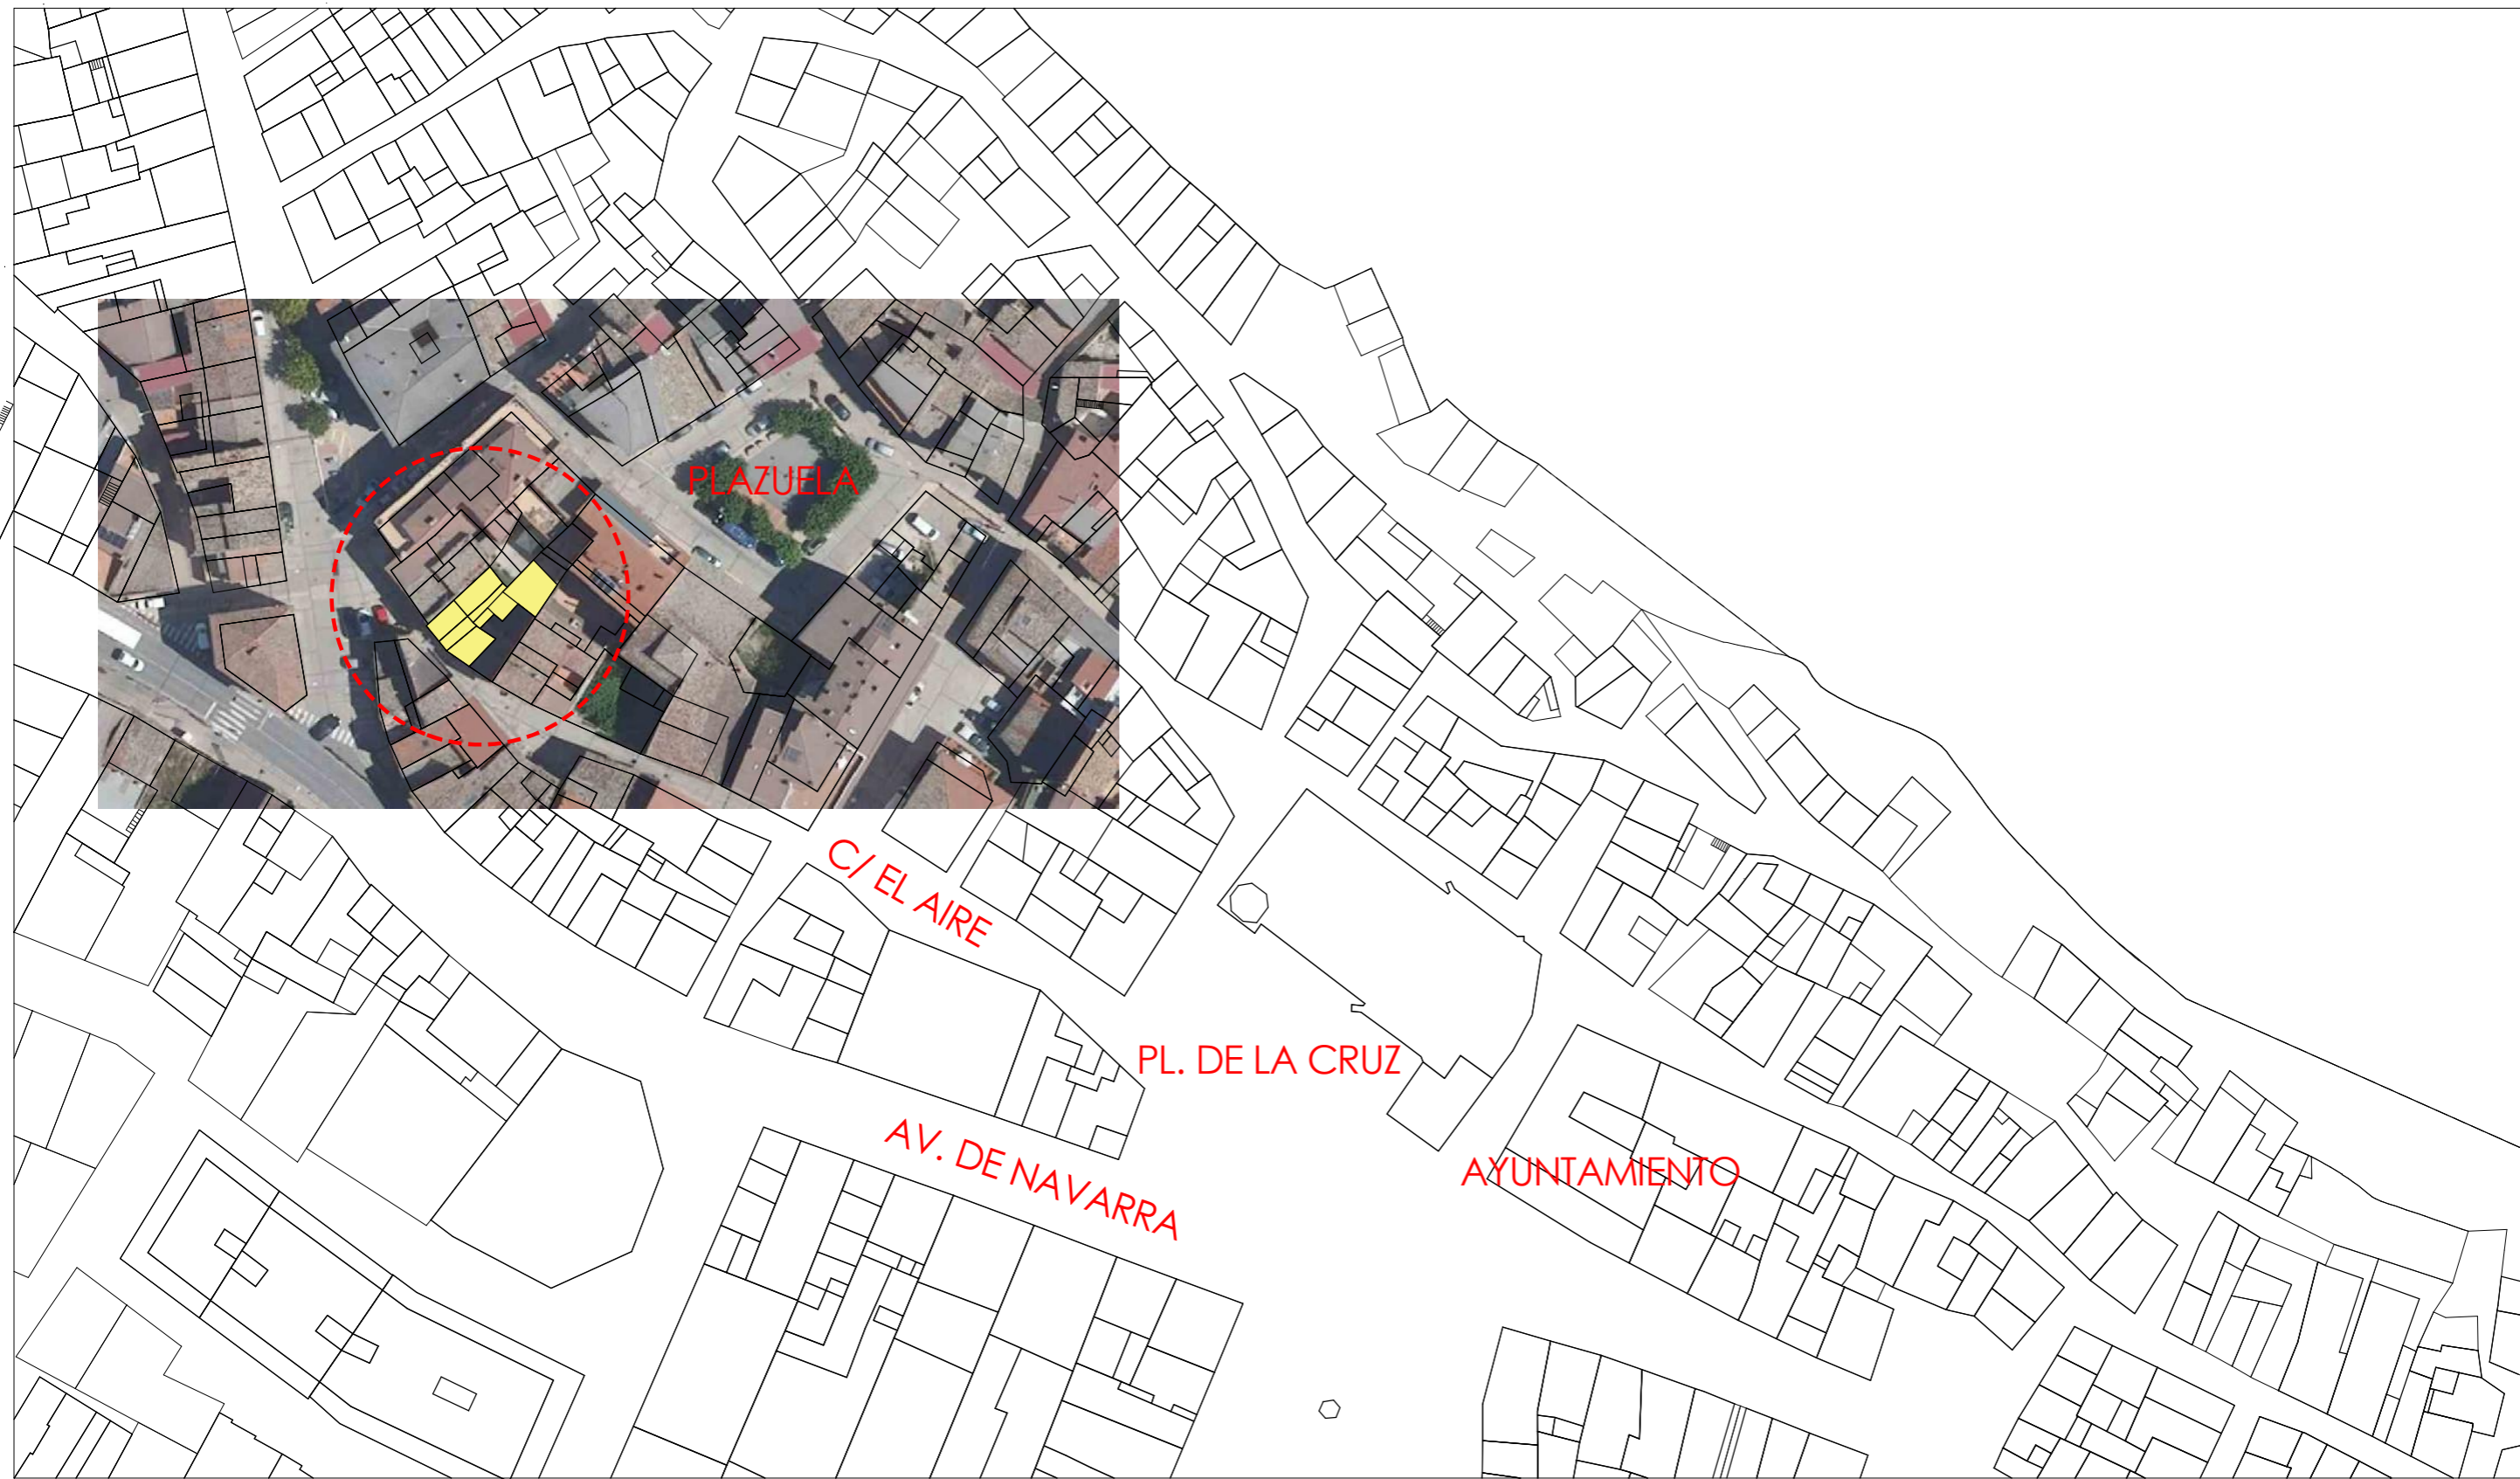 PLAZUELA
C/ EL AIRE
PL. DE LA CRUZ
AV. DE NAVARRA
AYUNTAMIENTO